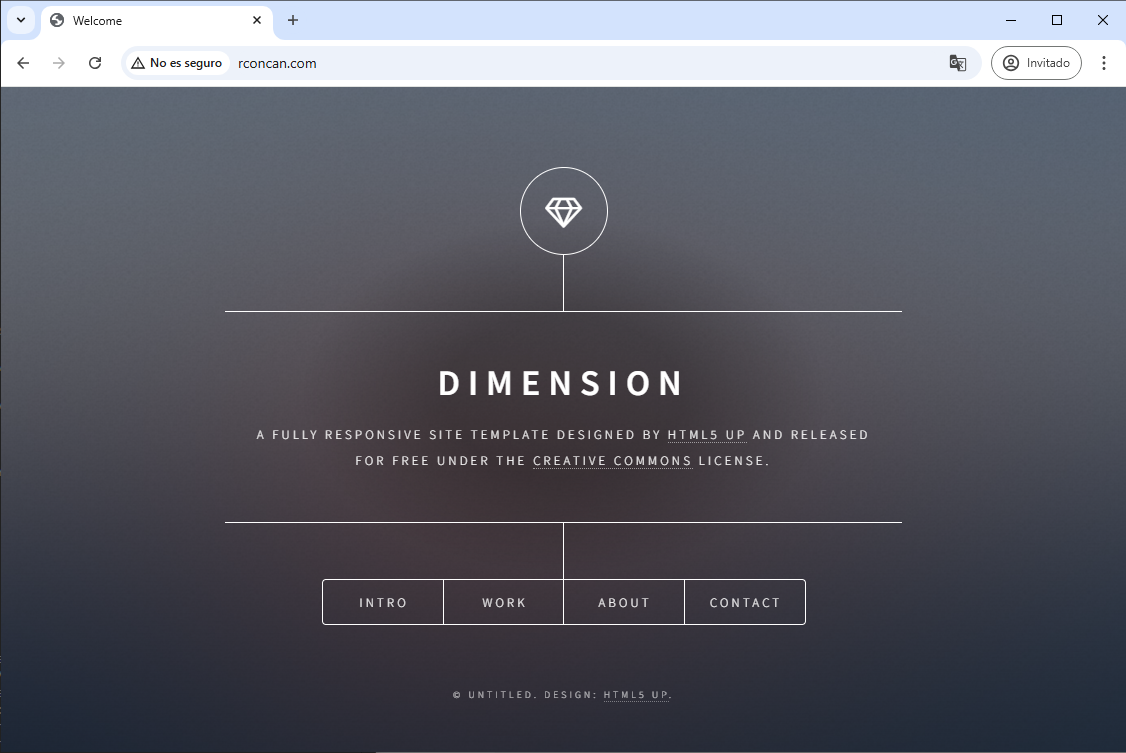 Welcome
No es seguro
rconcan.com
Invitado
DIMENSION
A FULLY RESPONSIVE SITE TEMPLATE DESIGNED BY HTML5 UP AND RELEASED
FOR FREE UNDER THE CREATIVE COMMONS LICENSE.
INTRO
WORK
ABOUT
CONTACT
© UNTITLED. DESIGN: HTML5 UP.